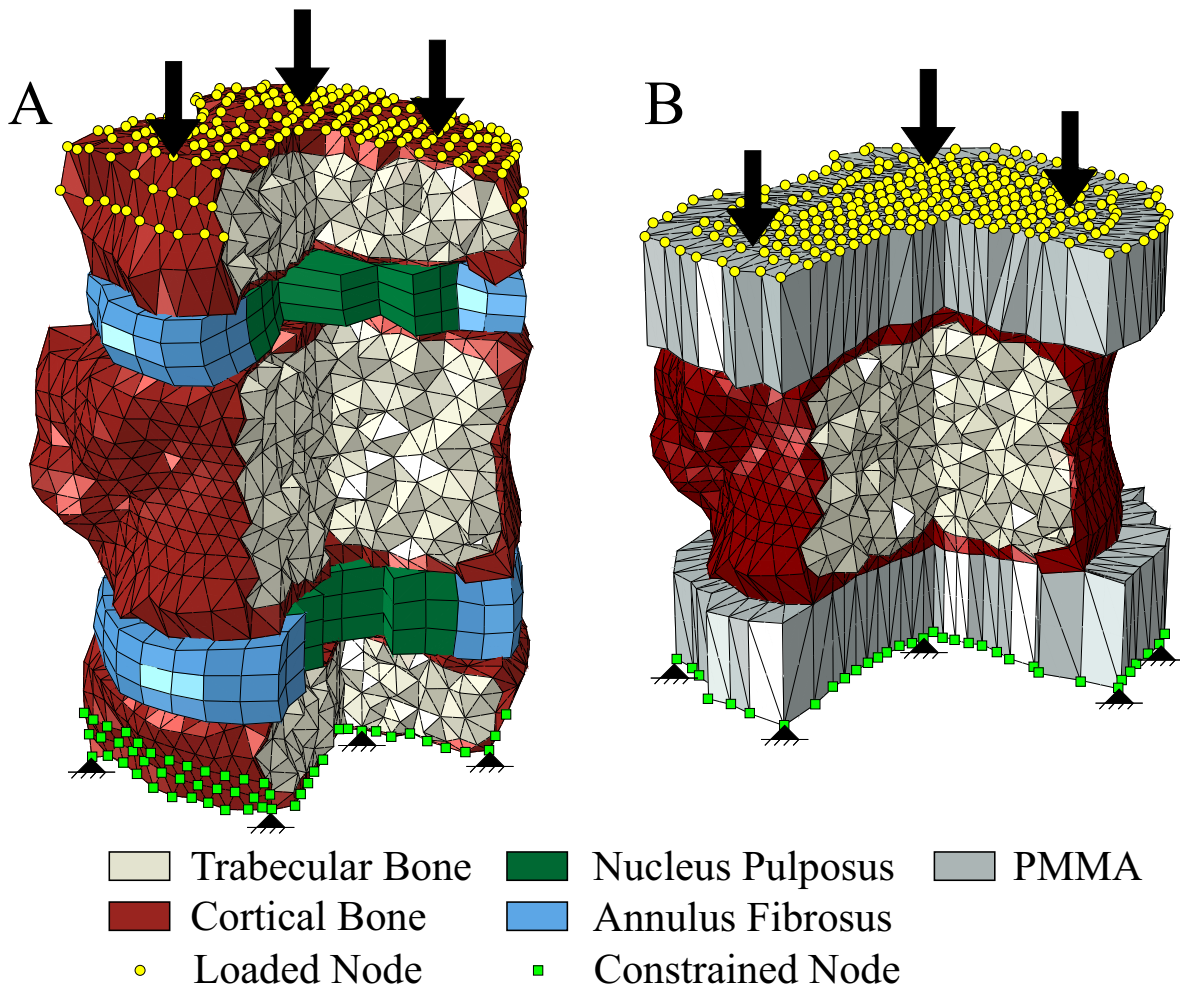 A
B
Trabecular Bone
Nucleus Pulposus
PMMA
Cortical Bone
Annulus Fibrosus
Loaded Node
Constrained Node